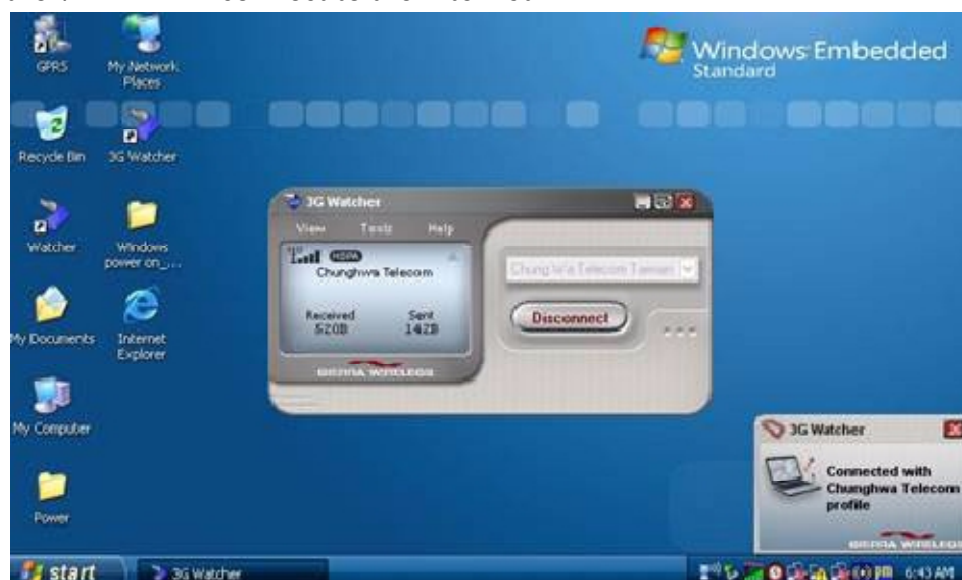 Windows Embedded
Standard
GPRS
My Network
Places
Recycle Bin
3G Watcher
Watcher
Windows
power on_...
My Documents
Internet
Explorer
My Computer
Power
3G Watcher
View Tools Help
HSPA
Chunghwa Telecom
Received Sent
520B 142B
SIERRA WIRELESS
Disconnect
3G Watcher
Connected with
Chunghwa Telecom
profile
SIERRA WIRELESS
start
3G Watcher
6:43 AM